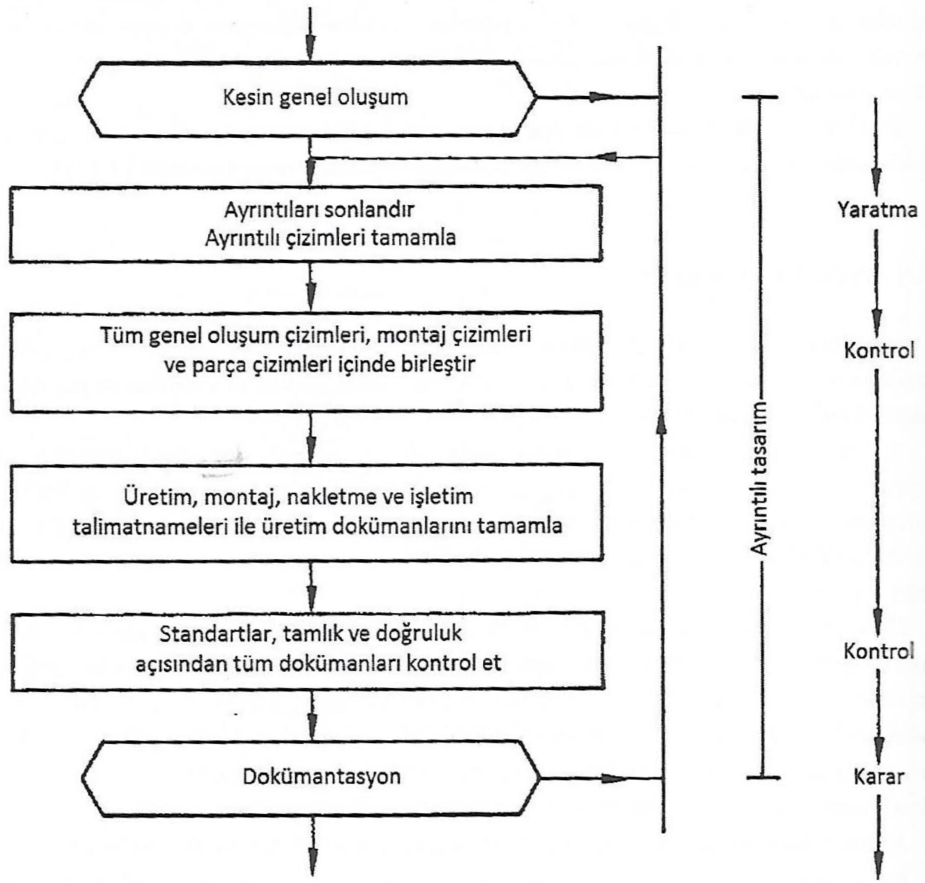 Kesin genel oluşum
Ayrıntıları sonlandır
Ayrıntılı çizimleri tamamla
Tüm genel oluşum çizimleri, montaj çizimleri
ve parça çizimleri içinde birleştir
Üretim, montaj, nakletme ve işletim
talimatnameleri ile üretim dokümanlarını tamamla
Standartlar, tamlık ve doğruluk
açısından tüm dokümanları kontrol et
Dokümantasyon
Ayrıntılı tasarım
Yaratma
Kontrol
Kontrol
Karar